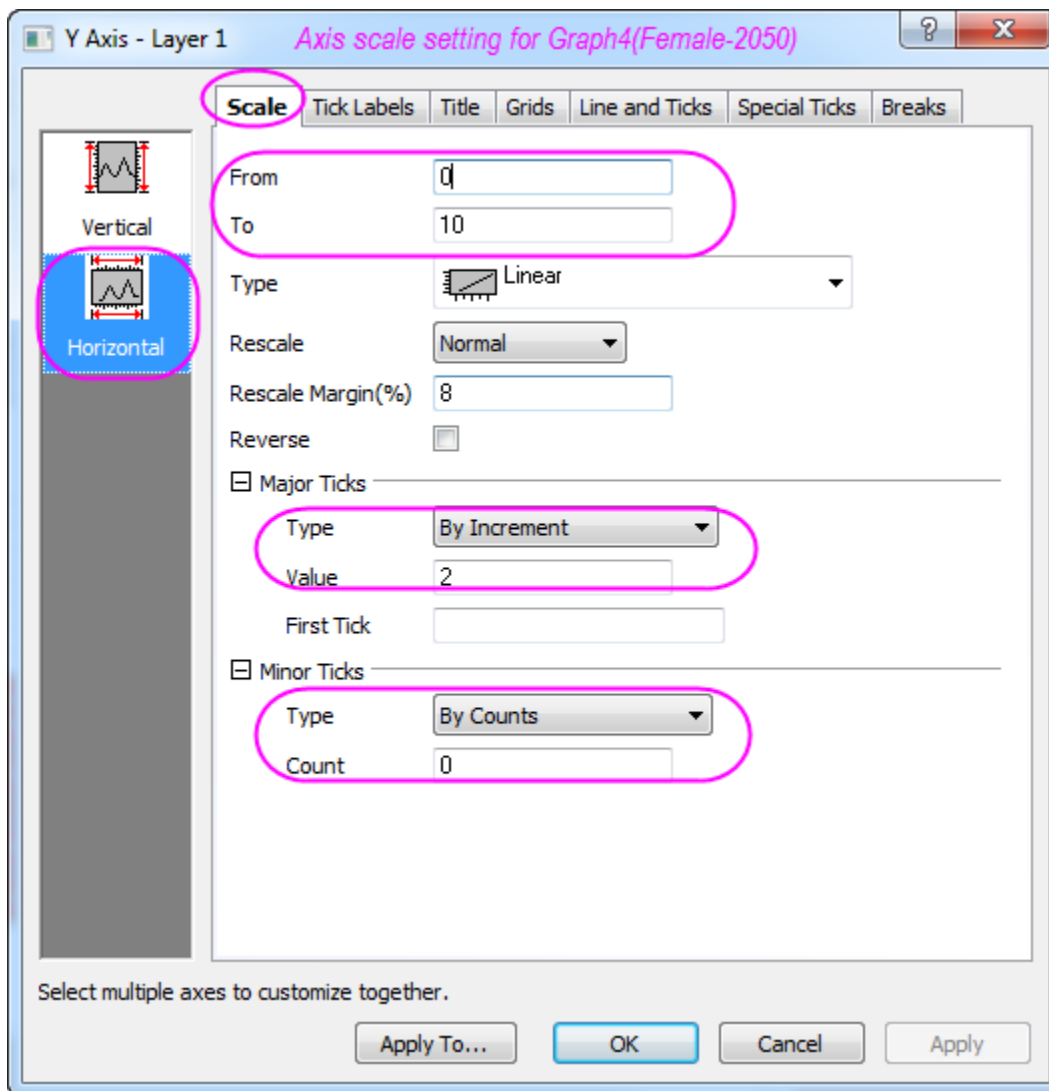 Y Axis - Layer 1 Axis scale setting for Graph4(Female-2050) ?
Scale Tick Labels Title Grids Line and Ticks Special Ticks Breaks
Vertical
Horizontal
From 0
To 10
Type Linear
Rescale Normal
Rescale Margin(%) 8
Reverse
Major Ticks
Type By Increment
Value 2
First Tick
Minor Ticks
Type By Counts
Count 0
Select multiple axes to customize together.
Apply To... OK Cancel Apply